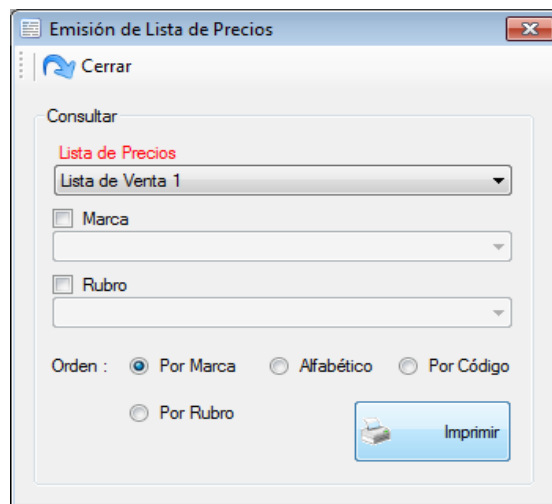 Emisión de Lista de Precios
Cerrar
Consultar
Lista de Precios
Lista de Venta 1
Marca
Rubro
Orden : Por Marca Alfabético Por Código
Por Rubro Imprimir